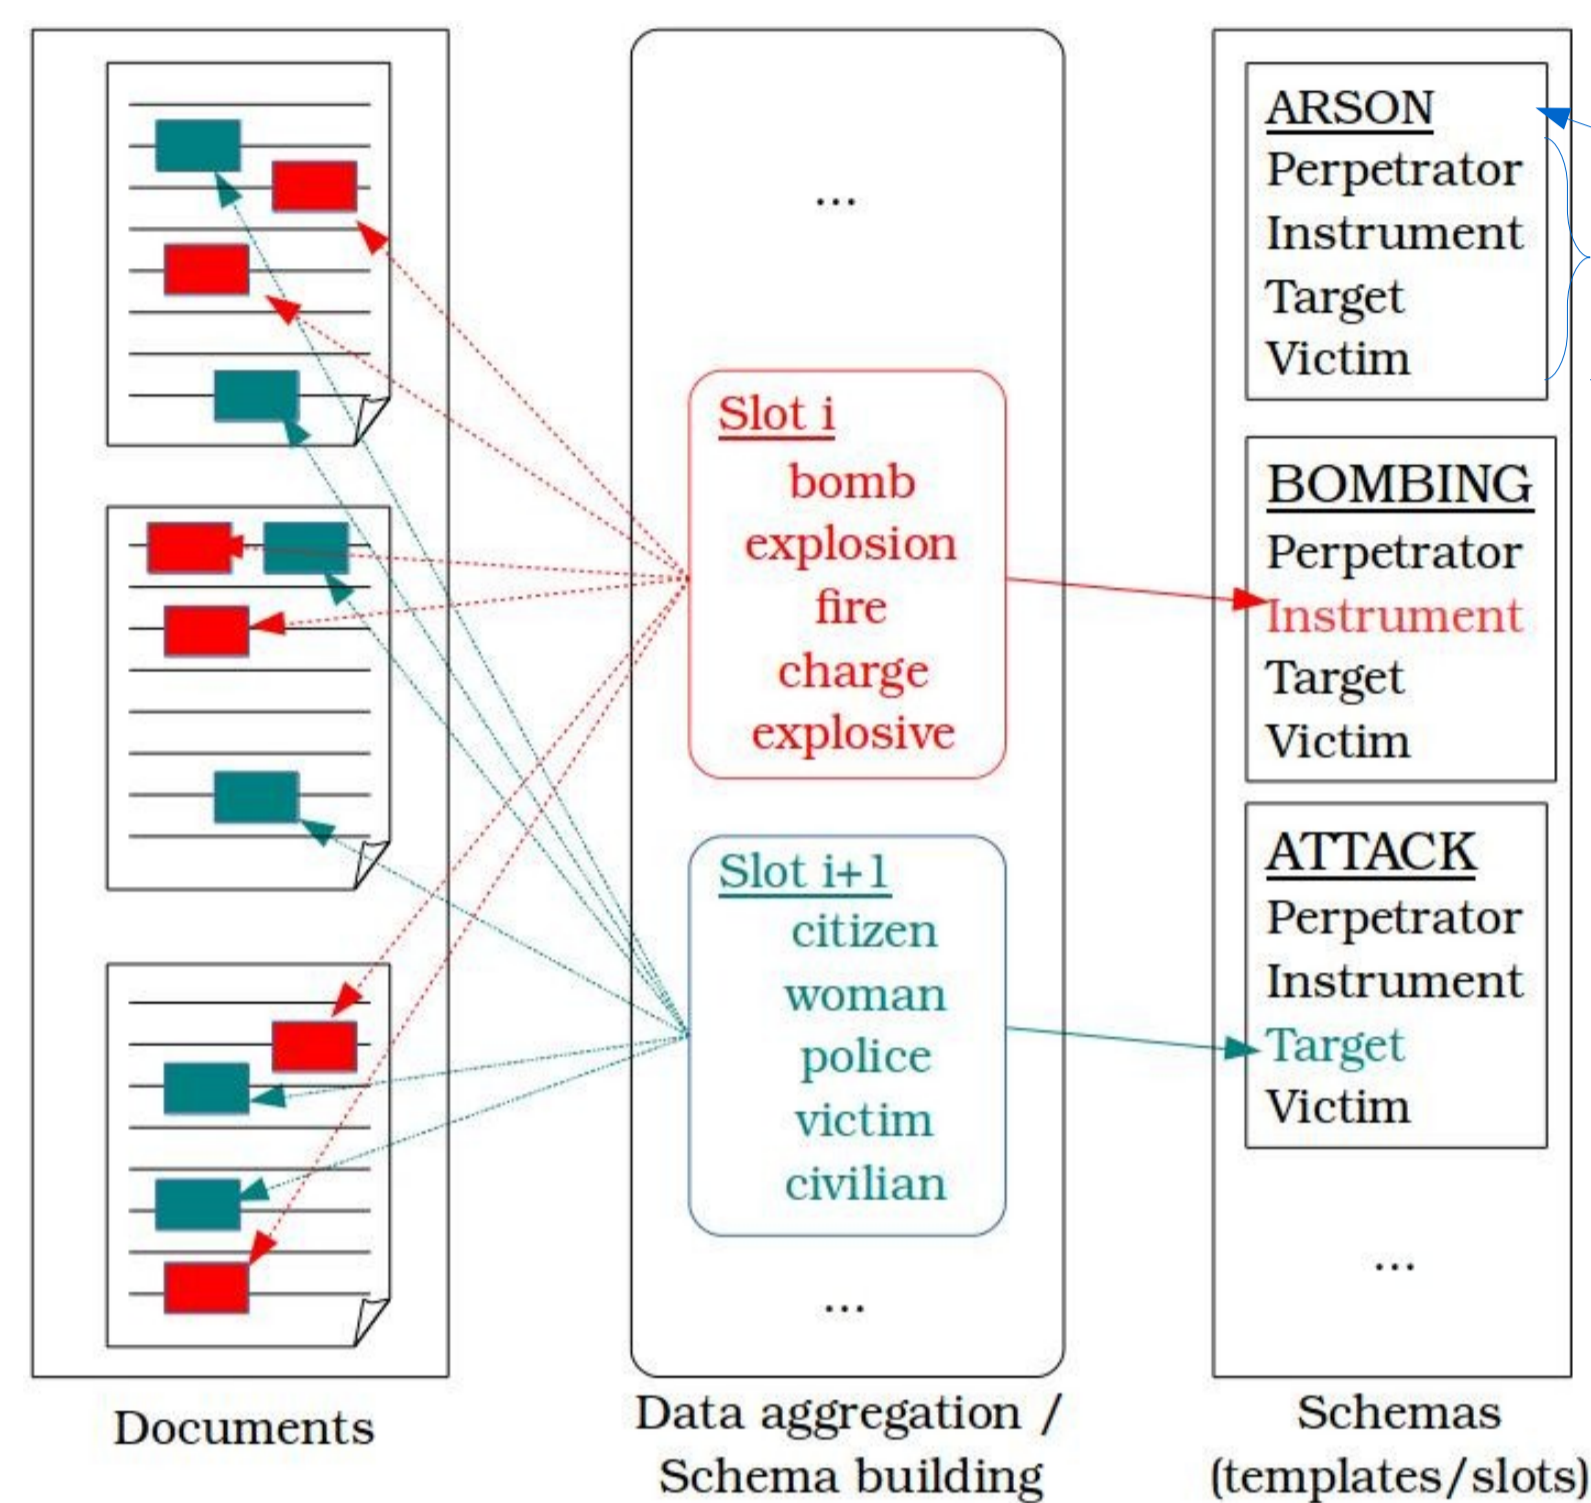 ...
Slot i
bomb
explosion
fire
charge
explosive
Slot i+1
citizen
woman
police
victim
civilian
...
ARSON
Perpetrator
Instrument
Target
Victim
BOMBING
Perpetrator
Instrument
Target
Victim
ATTACK
Perpetrator
Instrument
Target
Victim
...
Documents
Data aggregation /
Schema building
Schemas
(templates/slots)